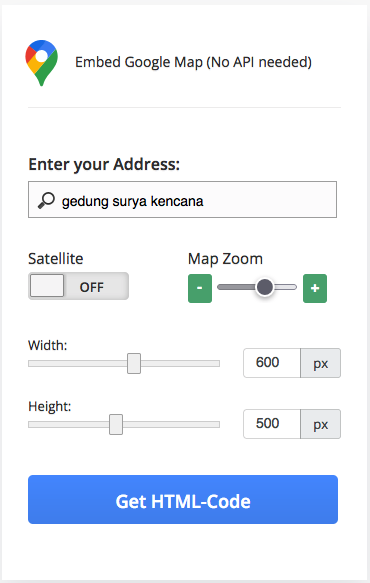 Embed Google Map (No API needed)
Enter your Address:
gedung surya kencana
Satellite
Map Zoom
OFF
-
+
Width:
600 px
Height:
500 px
Get HTML-Code